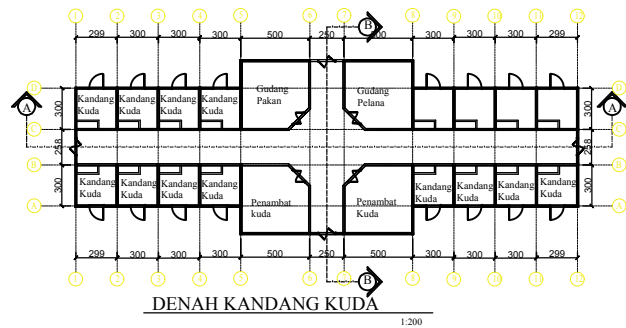 1 2 3 4 5 6 7 8 9 10 11 12
B
299 300 300 300 500 250 500 300 300 300 299
D D
A A
Kandang Kuda
Kandang Kuda
Kandang Kuda
Kandang Kuda
Gudang Pakan
Gudang Pelana
300 300
C C
258 258
B B
Kandang Kuda
Kandang Kuda
Kandang Kuda
Kandang Kuda
Penambat kuda
Penambat Kuda
Kandang Kuda
Kandang Kuda
Kandang Kuda
Kandang Kuda
300 300
A A
299 300 300 300 500 250 500 300 300 300 299
1 2 3 4 5 6 7 8 9 10 11 12
B
DENAH KANDANG KUDA
1:200